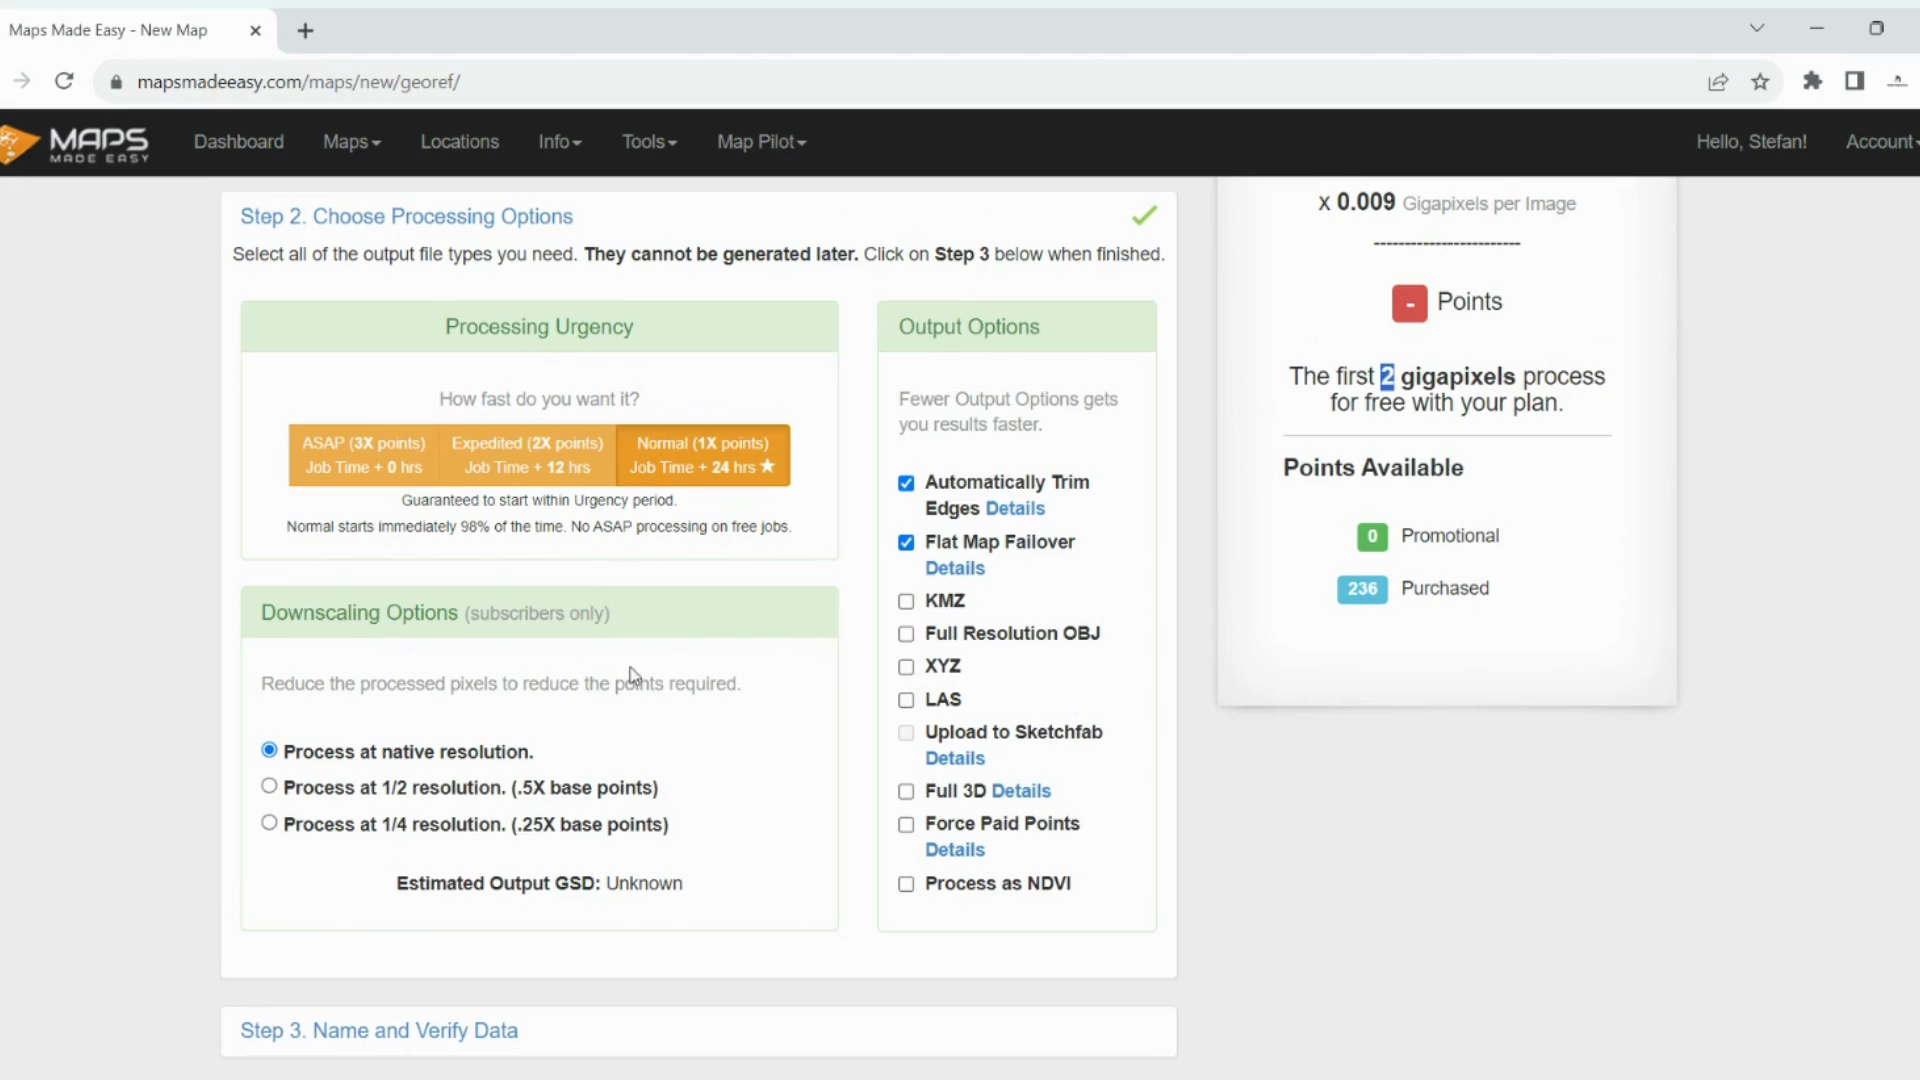 Maps Made Easy - New Map
mapsmadeeasy.com/maps/new/georef/
MAPS
MADE EASY
Dashboard Maps Locations Info Tools Map Pilot Hello, Stefan! Account
Step 2. Choose Processing Options
Select all of the output file types you need. They cannot be generated later. Click on Step 3 below when finished.
Processing Urgency
How fast do you want it?
ASAP (3X points)
Job Time + 0 hrs
Expedited (2X points)
Job Time + 12 hrs
Normal (1X points)
Job Time + 24 hrs ★
Guaranteed to start within Urgency period.
Normal starts immediately 98% of the time. No ASAP processing on free jobs.
Downscaling Options (subscribers only)
Reduce the processed pixels to reduce the points required.
Process at native resolution.
Process at 1/2 resolution. (.5X base points)
Process at 1/4 resolution. (.25X base points)
Estimated Output GSD: Unknown
Output Options
Fewer Output Options gets
you results faster.
Automatically Trim
Edges Details
Flat Map Failover
Details
KMZ
Full Resolution OBJ
XYZ
LAS
Upload to Sketchfab
Details
Full 3D Details
Force Paid Points
Details
Process as NDVI
Step 3. Name and Verify Data
x 0.009 Gigapixels per Image
------------------------
- Points
The first 2 gigapixels process
for free with your plan.
Points Available
0 Promotional
236 Purchased